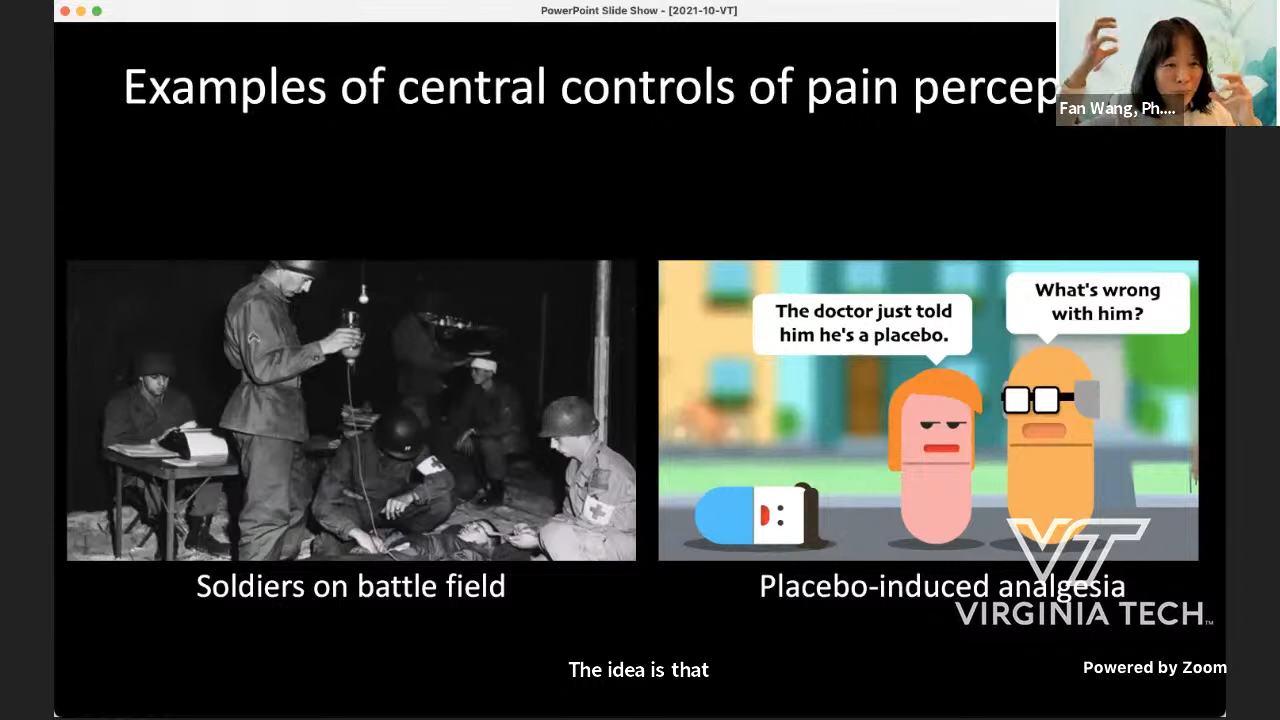 PowerPoint Slide Show - [2021-10-VT]
Examples of central controls of pain percep
Fan Wang, Ph....
The doctor just told
him he's a placebo.
What's wrong
with him?
Soldiers on battle field
Placebo-induced analgesia
VT
VIRGINIA TECH™
The idea is that
Powered by Zoom